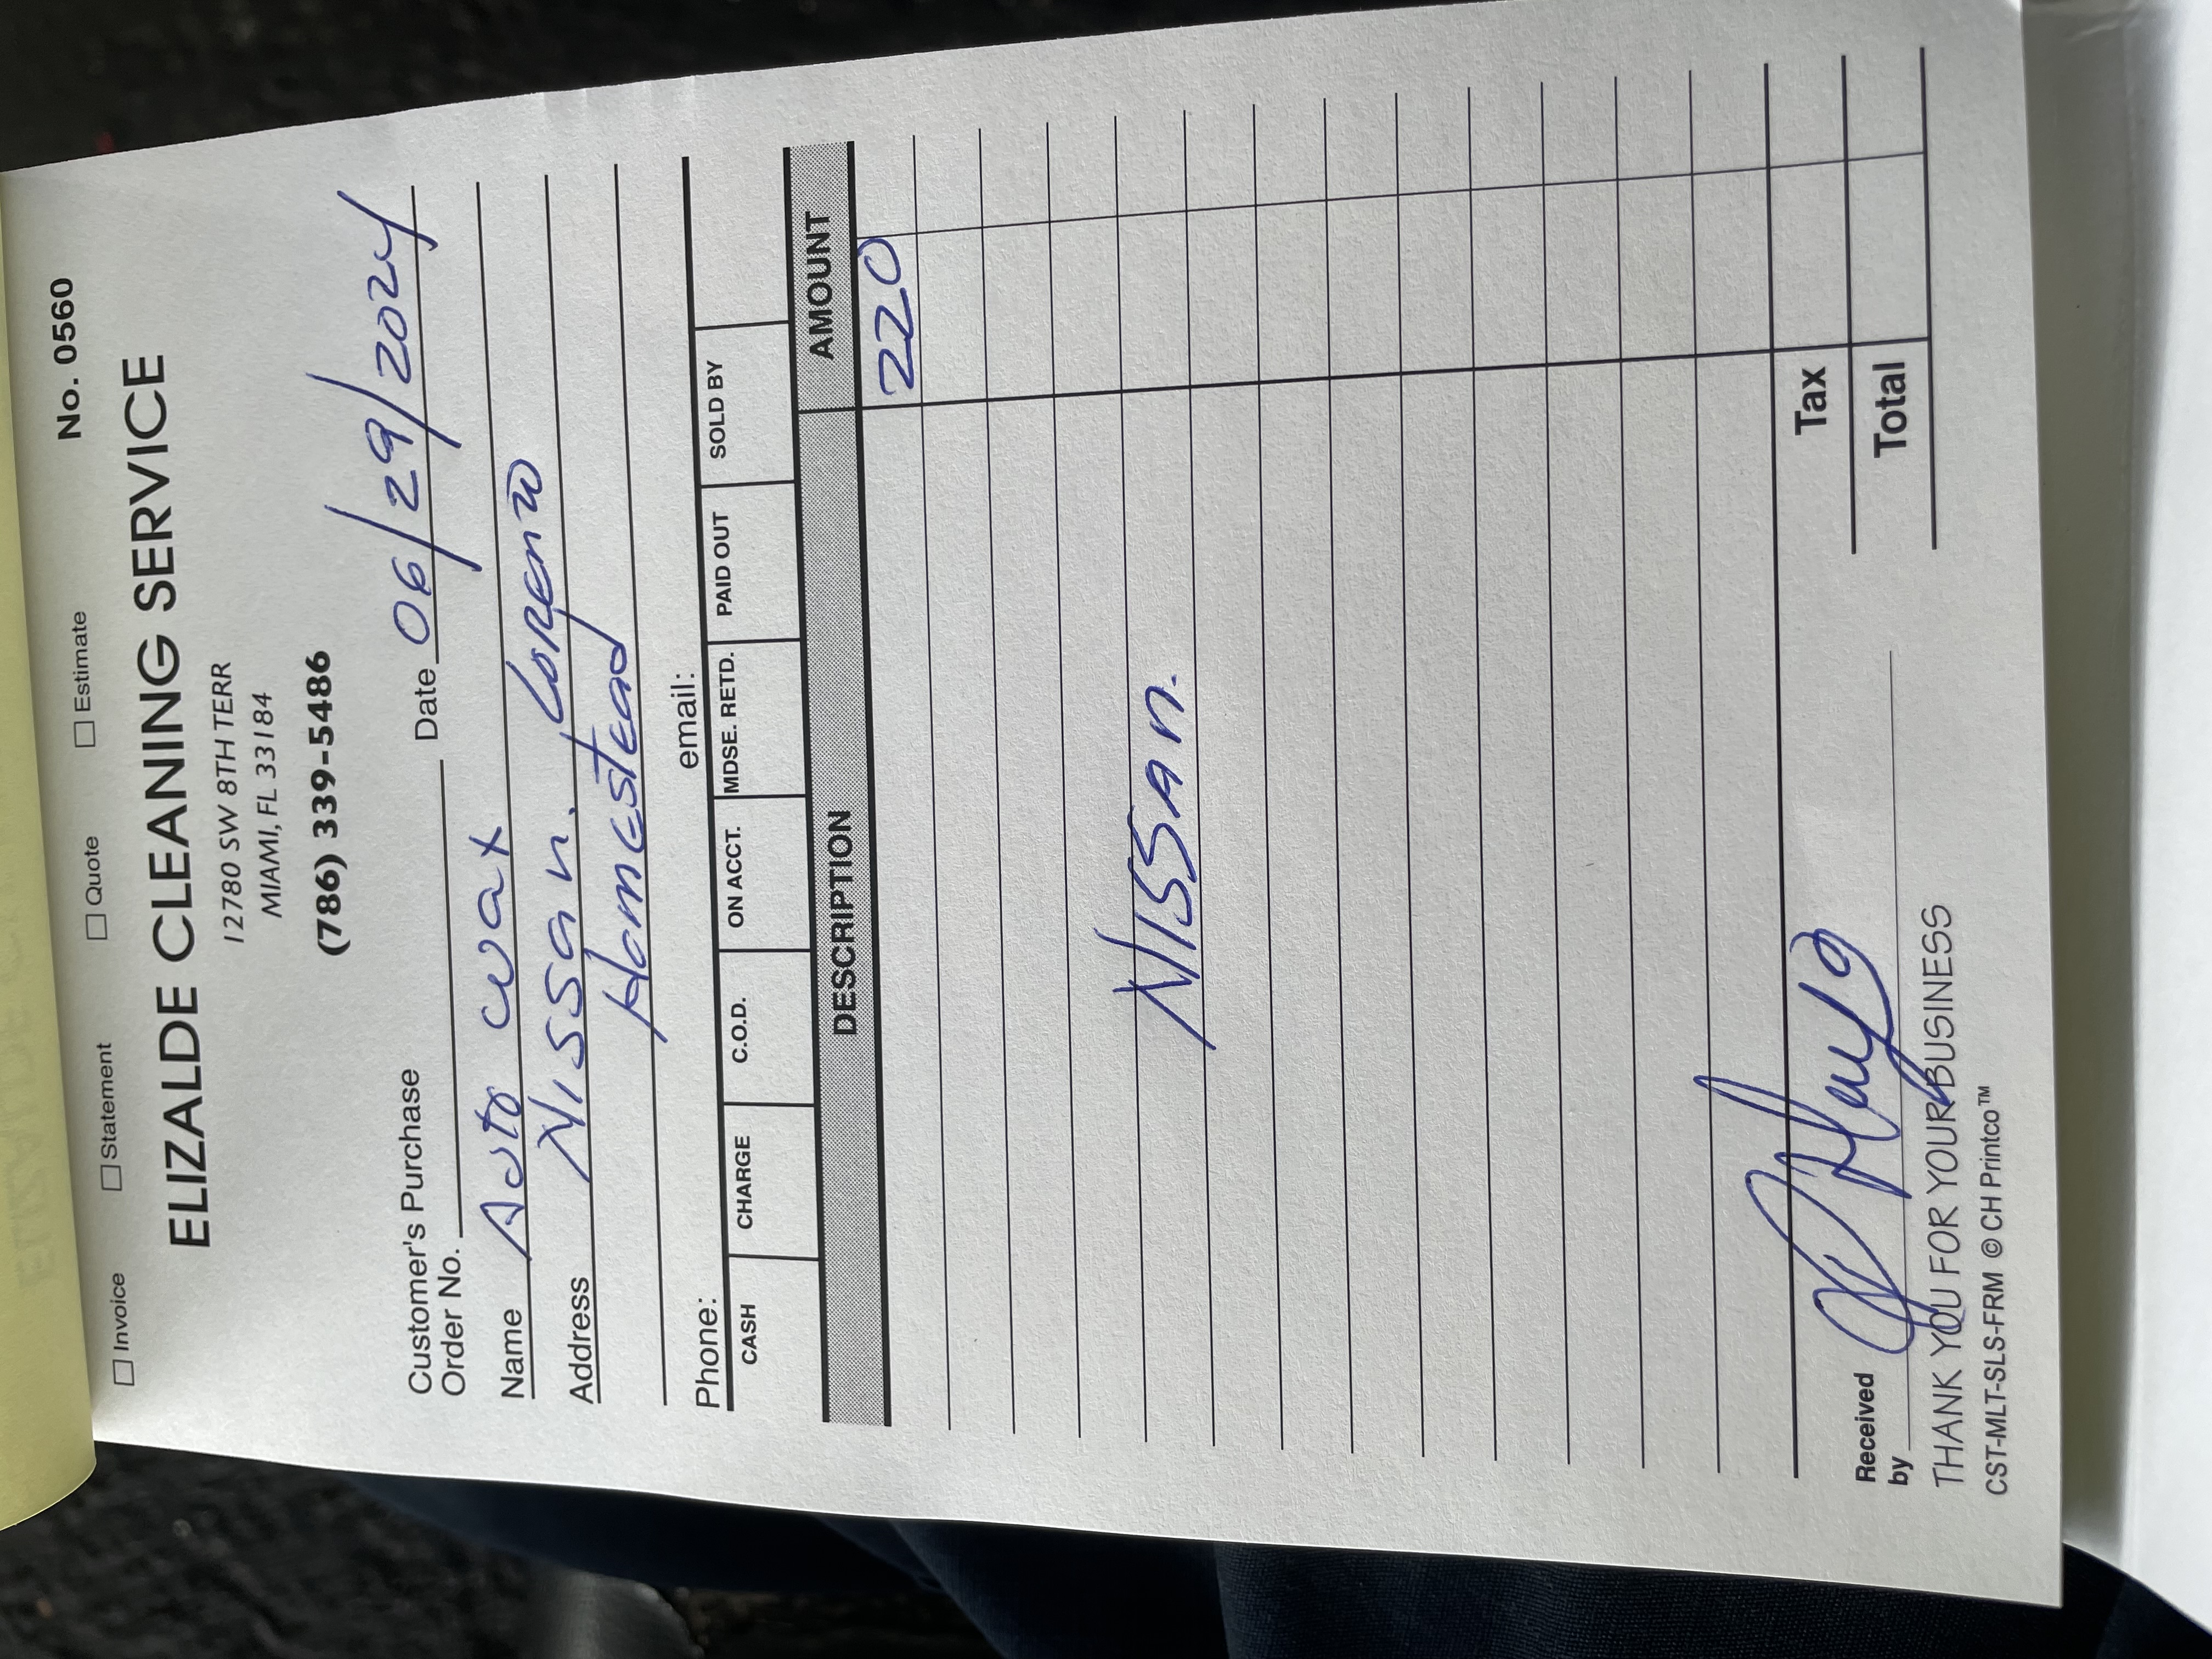 No. 0560
☐ Invoice ☐ Statement ☐ Quote ☐ Estimate
ELIZALDE CLEANING SERVICE
12780 SW 8TH TERR
MIAMI, FL 33184
(786) 339-5486
Customer's Purchase
Order No. Date 06/29/2024
Name Auto wax
Address Nissan. Lorenzo
Homestead
Phone: email:
CASH CHARGE C.O.D. ON ACCT. MDSE. RETD. PAID OUT SOLD BY
DESCRIPTION AMOUNT
220
Nissan.
Tax
Received
by Total
THANK YOU FOR YOUR BUSINESS
CST-MLT-SLS-FRM © CH Printco™